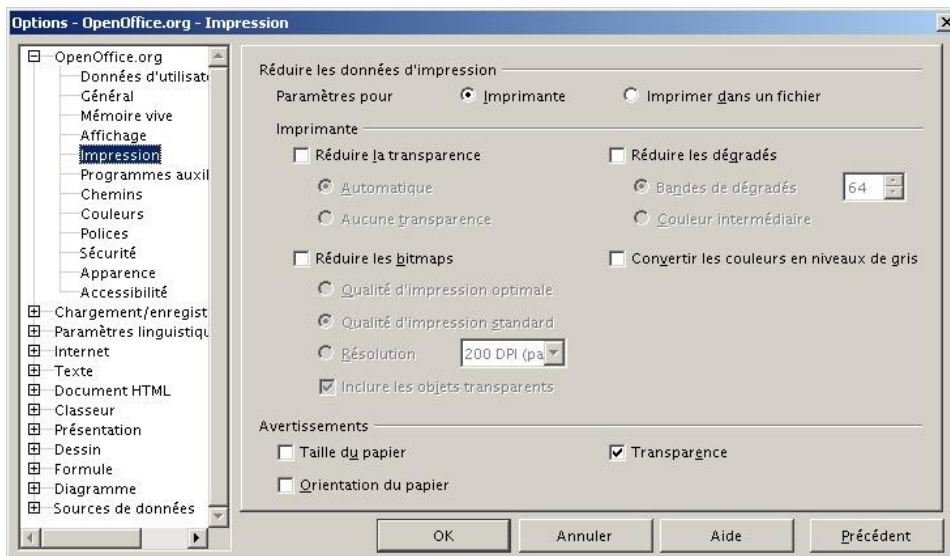 Options - OpenOffice.org - Impression
OpenOffice.org
Données d'utilisat
Général
Mémoire vive
Affichage
Impression
Programmes auxil
Chemins
Couleurs
Polices
Sécurité
Apparence
Accessibilité
Chargement/enregist
Paramètres linguistiqu
Internet
Texte
Document HTML
Classeur
Présentation
Dessin
Formule
Diagramme
Sources de données
Réduire les données d'impression
Paramètres pour Imprimante Imprimer dans un fichier
Imprimante
Réduire la transparence Réduire les dégradés
Automatique Bandes de dégradés 64
Aucune transparence Couleur intermédiaire
Réduire les bitmaps Convertir les couleurs en niveaux de gris
Qualité d'impression optimale
Qualité d'impression standard
Résolution 200 DPI (pa
Inclure les objets transparents
Avertissements
Taille du papier Transparence
Orientation du papier
OK Annuler Aide Précédent